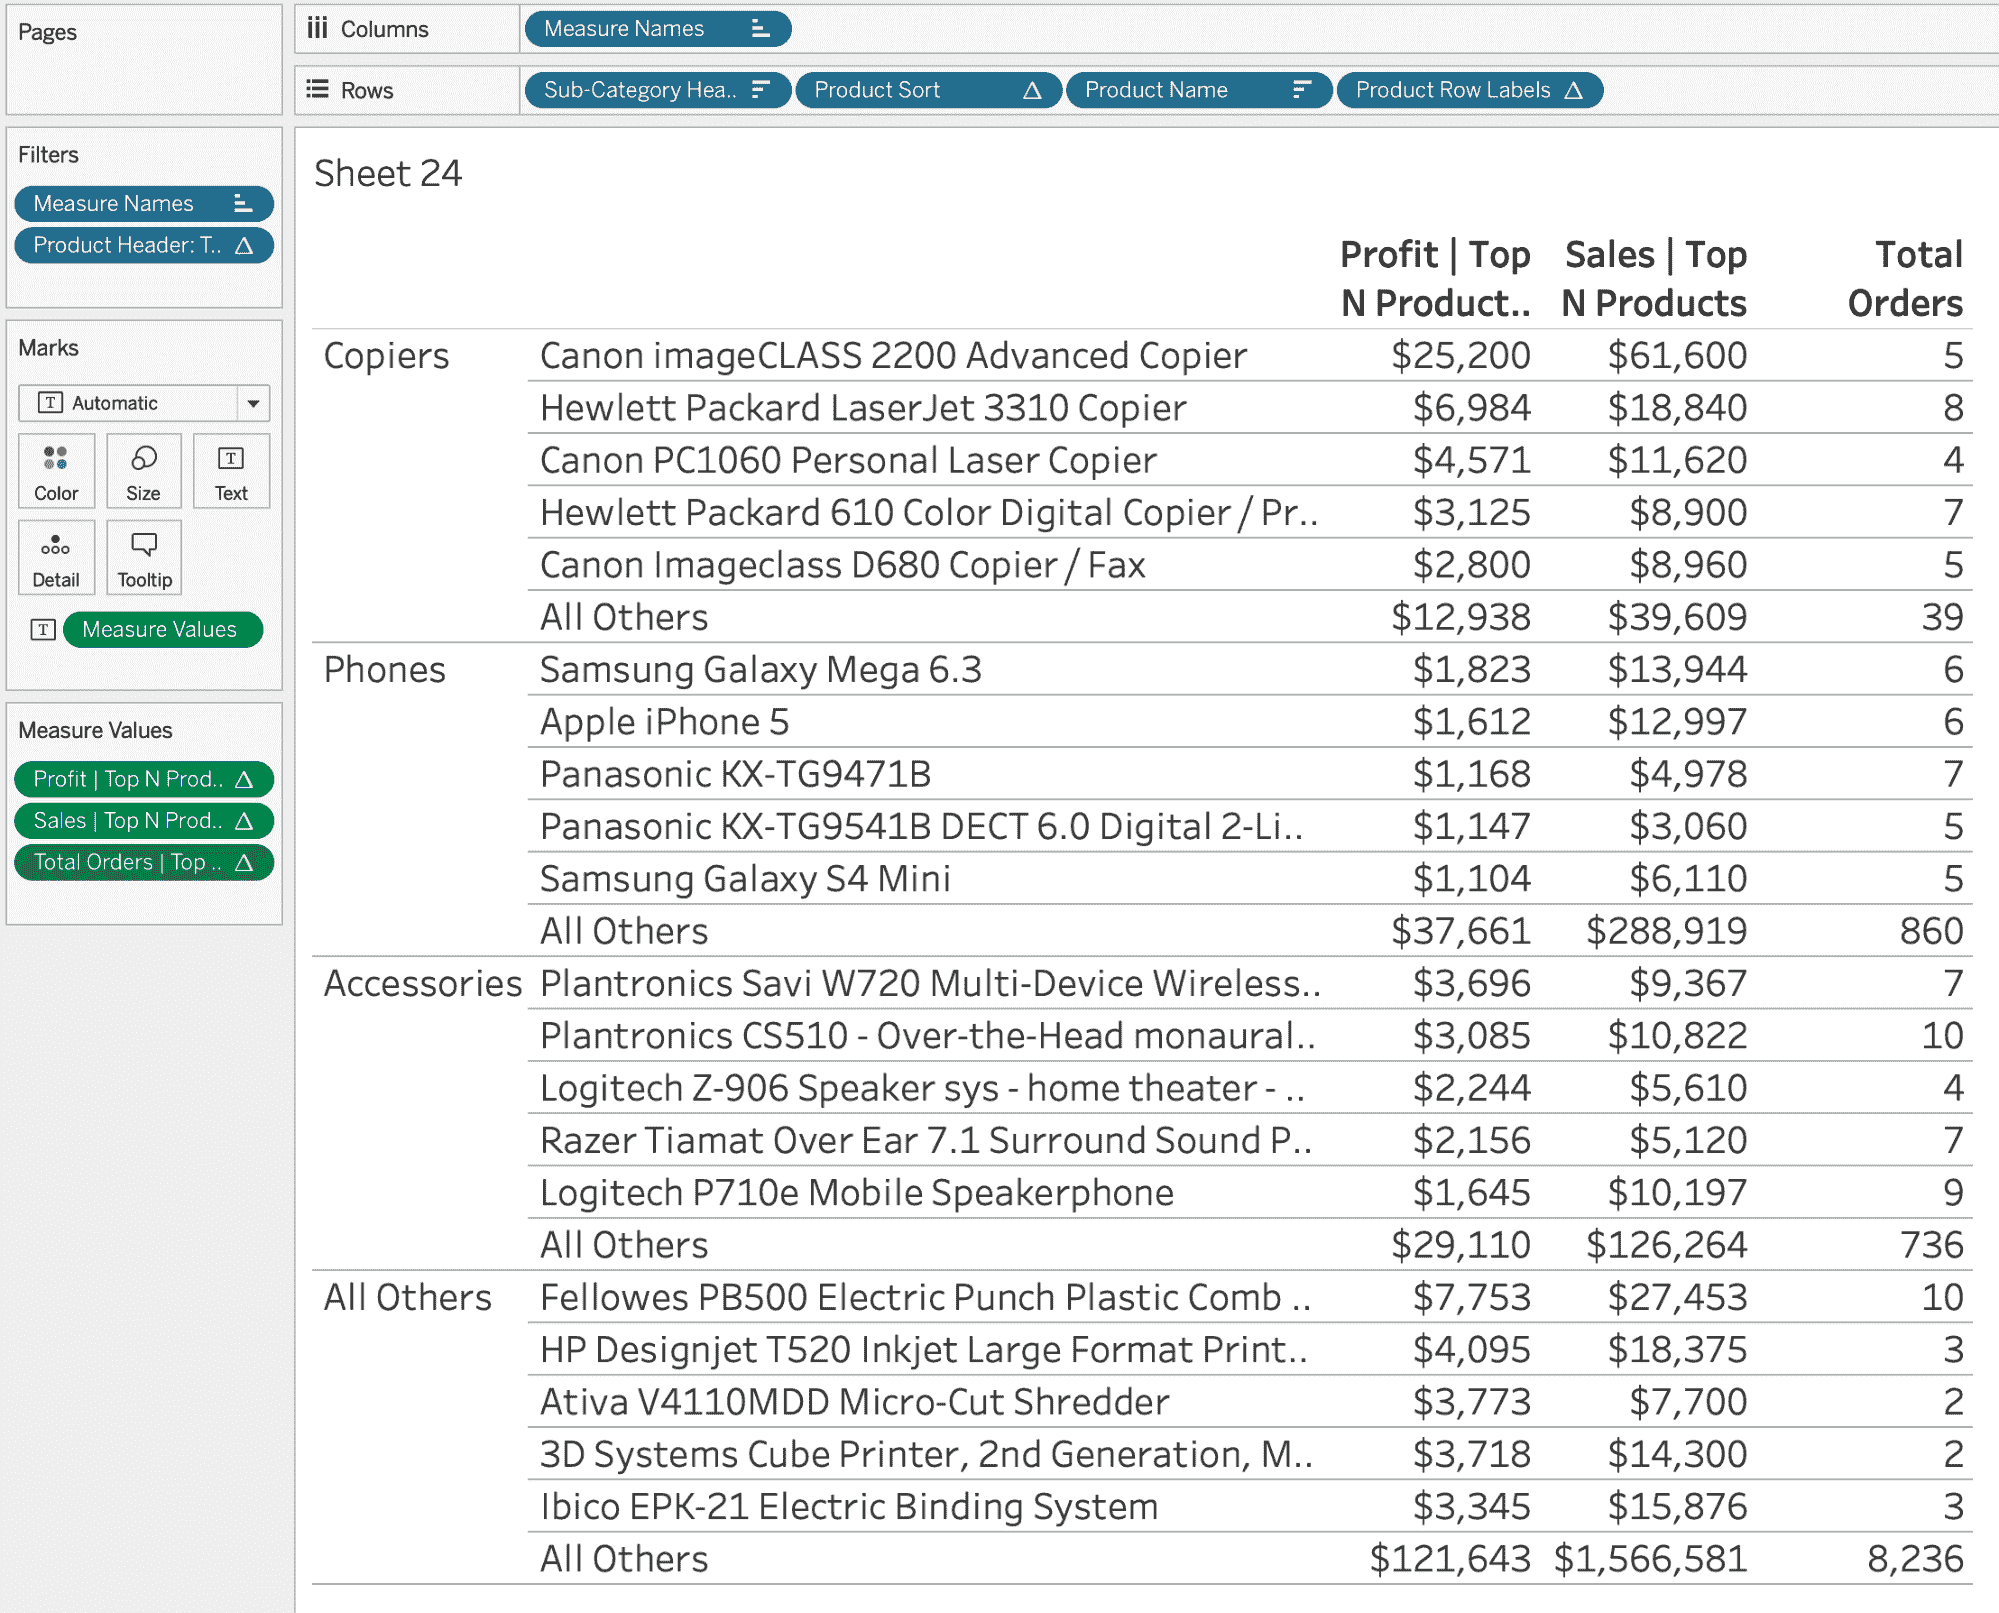 Pages
Columns
Measure Names
Rows
Sub-Category Hea..
Product Sort
Product Name
Product Row Labels
Filters
Measure Names
Product Header: T..
Marks
Automatic
Color
Size
Text
Detail
Tooltip
Measure Values
Measure Values
Profit | Top N Prod..
Sales | Top N Prod..
Total Orders | Top ..
Sheet 24
Profit | Top Sales | Top Total
N Product.. N Products Orders
Copiers Canon imageCLASS 2200 Advanced Copier $25,200 $61,600 5
Hewlett Packard LaserJet 3310 Copier $6,984 $18,840 8
Canon PC1060 Personal Laser Copier $4,571 $11,620 4
Hewlett Packard 610 Color Digital Copier / Pr.. $3,125 $8,900 7
Canon Imageclass D680 Copier / Fax $2,800 $8,960 5
All Others $12,938 $39,609 39
Phones Samsung Galaxy Mega 6.3 $1,823 $13,944 6
Apple iPhone 5 $1,612 $12,997 6
Panasonic KX-TG9471B $1,168 $4,978 7
Panasonic KX-TG9541B DECT 6.0 Digital 2-Li.. $1,147 $3,060 5
Samsung Galaxy S4 Mini $1,104 $6,110 5
All Others $37,661 $288,919 860
Accessories Plantronics Savi W720 Multi-Device Wireless.. $3,696 $9,367 7
Plantronics CS510 - Over-the-Head monaural.. $3,085 $10,822 10
Logitech Z-906 Speaker sys - home theater - .. $2,244 $5,610 4
Razer Tiamat Over Ear 7.1 Surround Sound P.. $2,156 $5,120 7
Logitech P710e Mobile Speakerphone $1,645 $10,197 9
All Others $29,110 $126,264 736
All Others Fellowes PB500 Electric Punch Plastic Comb .. $7,753 $27,453 10
HP Designjet T520 Inkjet Large Format Print.. $4,095 $18,375 3
Ativa V4110MDD Micro-Cut Shredder $3,773 $7,700 2
3D Systems Cube Printer, 2nd Generation, M.. $3,718 $14,300 2
Ibico EPK-21 Electric Binding System $3,345 $15,876 3
All Others $121,643 $1,566,581 8,236